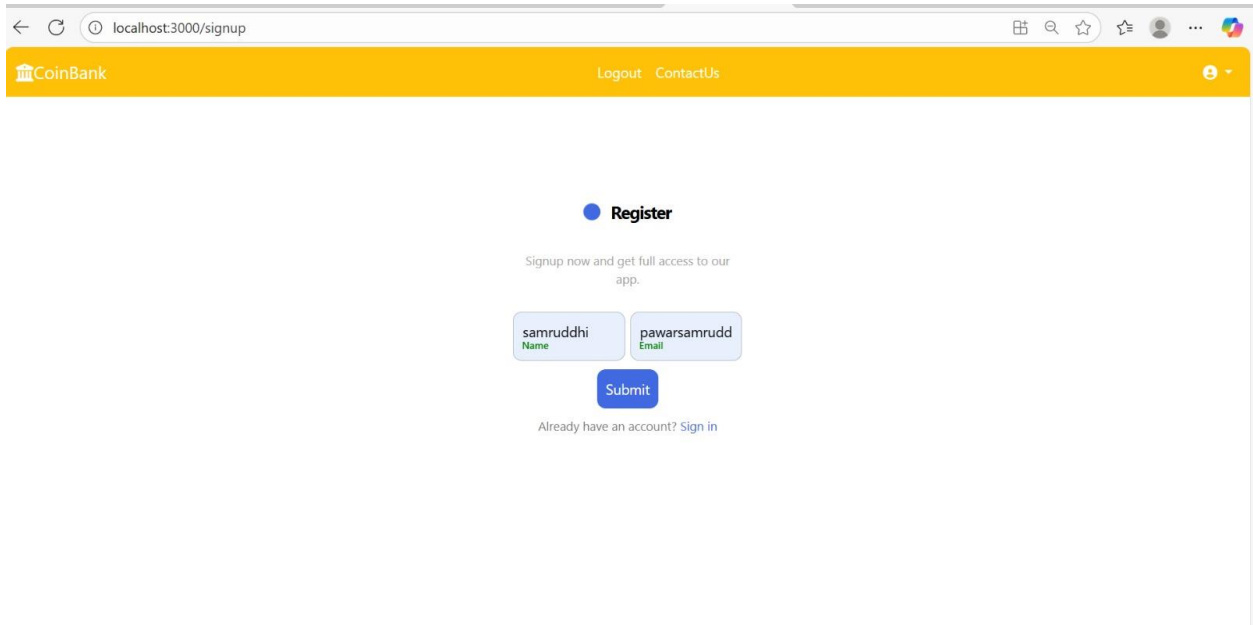 localhost:3000/signup
CoinBank
Logout ContactUs
Register
Signup now and get full access to our
app.
samruddhi pawarsamrudd
Name Email
Submit
Already have an account? Sign in